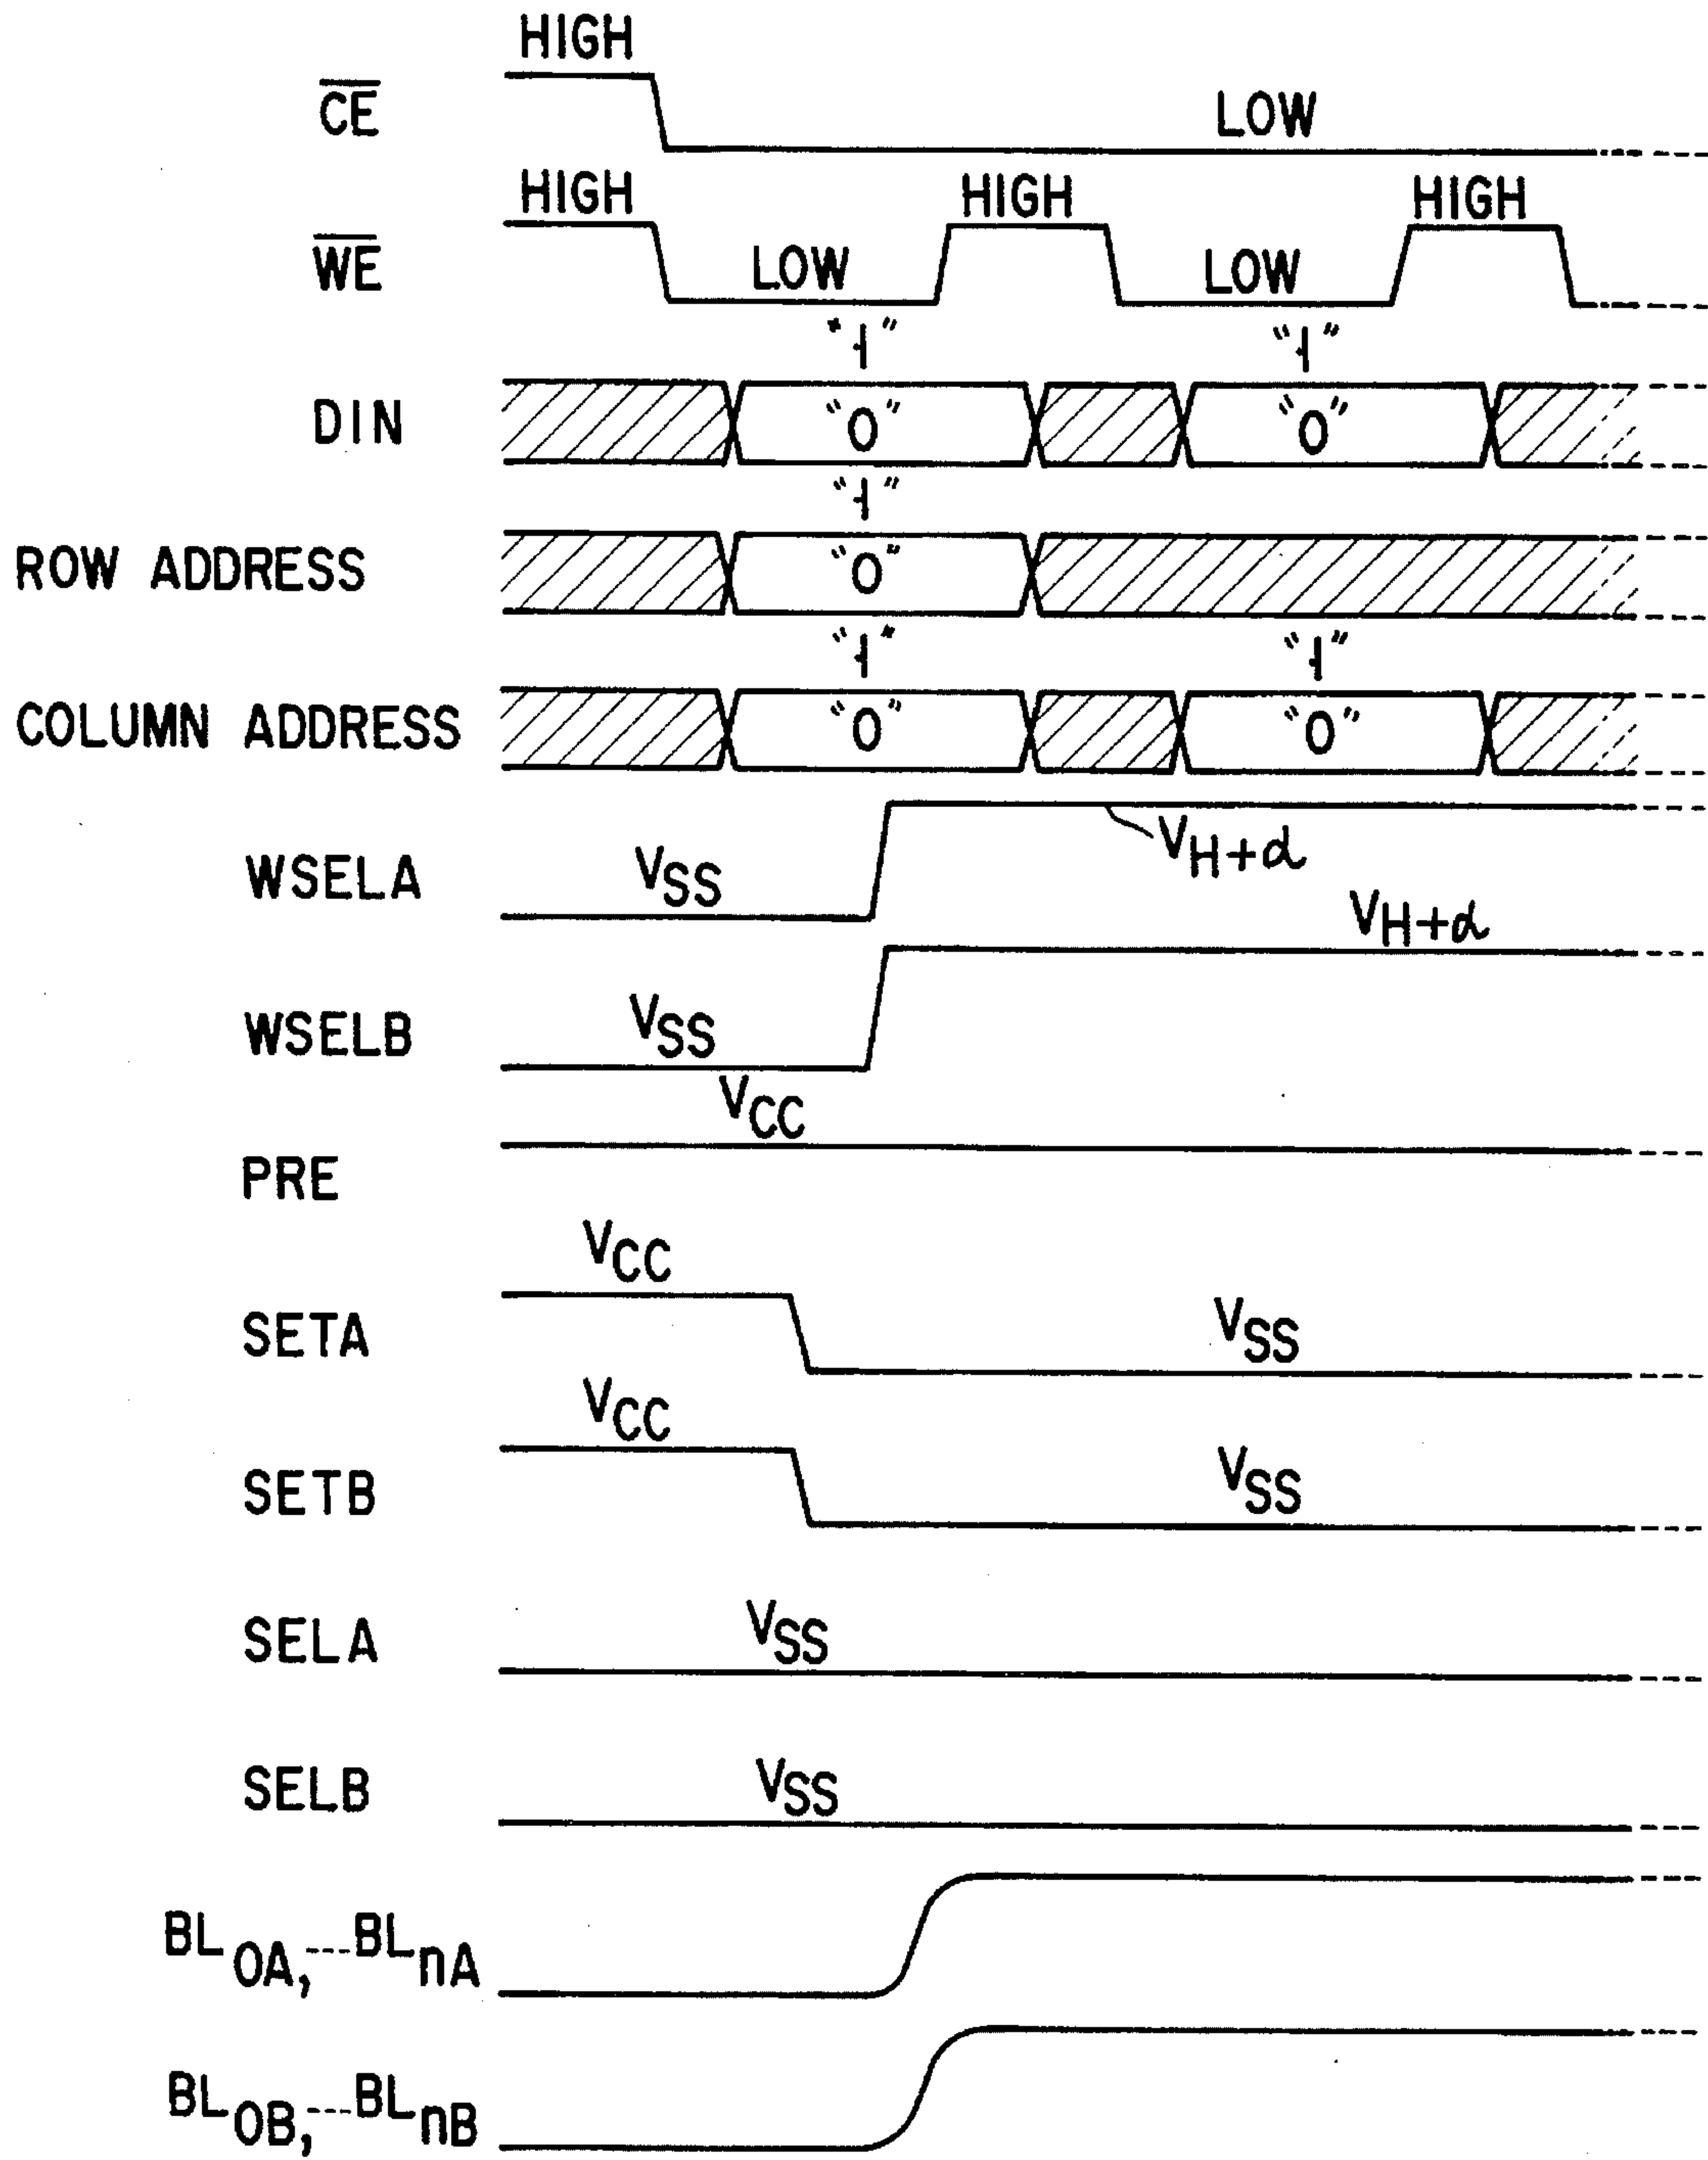 HIGH
CE
LOW
HIGH
HIGH
HIGH
WE
LOW
LOW
"1"
"1"
DIN
"0"
"0"
"1"
ROW ADDRESS
"0"
"1"
"1"
COLUMN ADDRESS
"0"
"0"
VH+α
WSELA
VSS
VH+α
WSELB
VSS
VCC
PRE
VCC
SETA
VSS
VCC
SETB
VSS
SELA
VSS
SELB
VSS
BL0A,---BLnA
BL0B,---BLnB